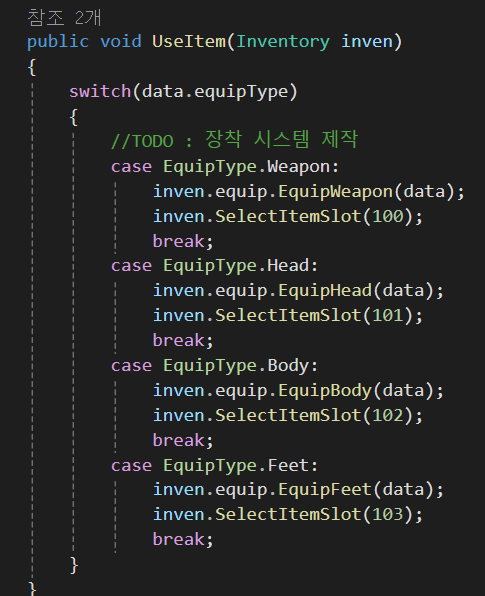 참조 2개
public void UseItem(Inventory inven)
{
switch(data.equipType)
{
//TODO : 장착 시스템 제작
case EquipType.Weapon:
inven.equip.EquipWeapon(data);
inven.SelectItemSlot(100);
break;
case EquipType.Head:
inven.equip.EquipHead(data);
inven.SelectItemSlot(101);
break;
case EquipType.Body:
inven.equip.EquipBody(data);
inven.SelectItemSlot(102);
break;
case EquipType.Feet:
inven.equip.EquipFeet(data);
inven.SelectItemSlot(103);
break;
}
}